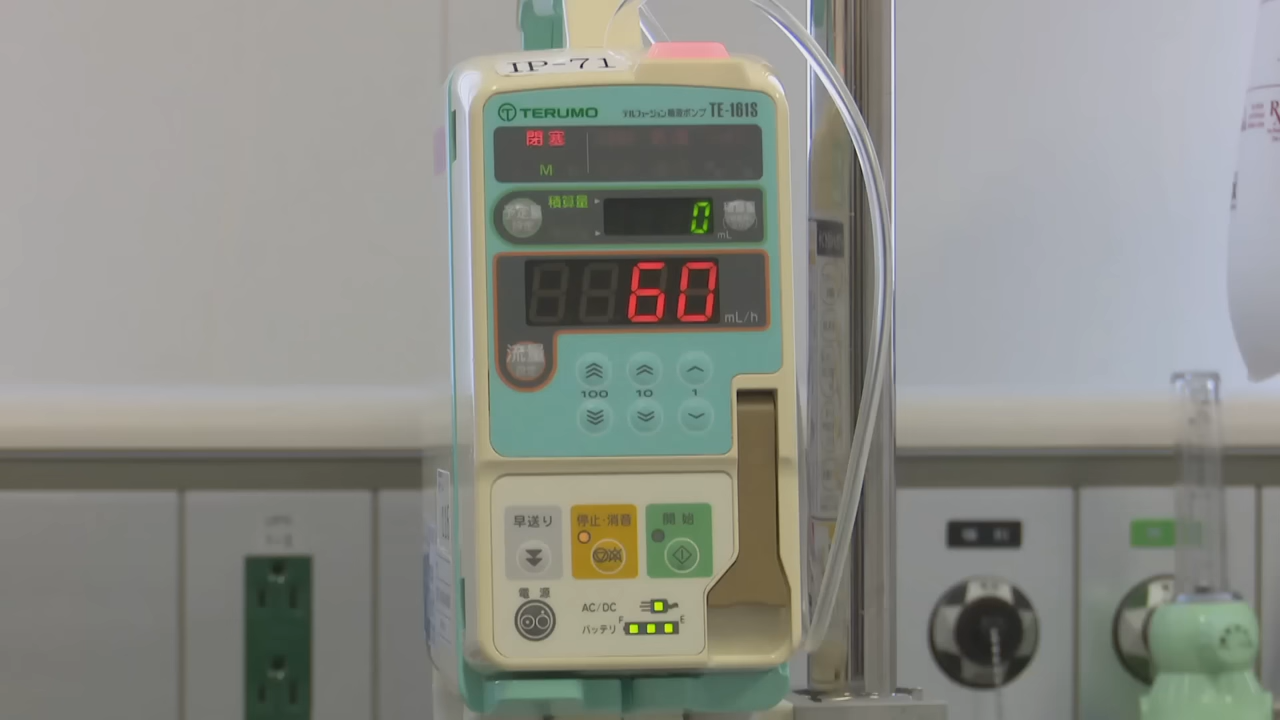 IP-71
TERUMO テルフュージョン輸液ポンプ TE-161S
閉塞
M
積算量 0 mL
60 mL/h
流量
100 10 1
早送り 停止・消音 開始
電源
AC/DC
バッテリ F E